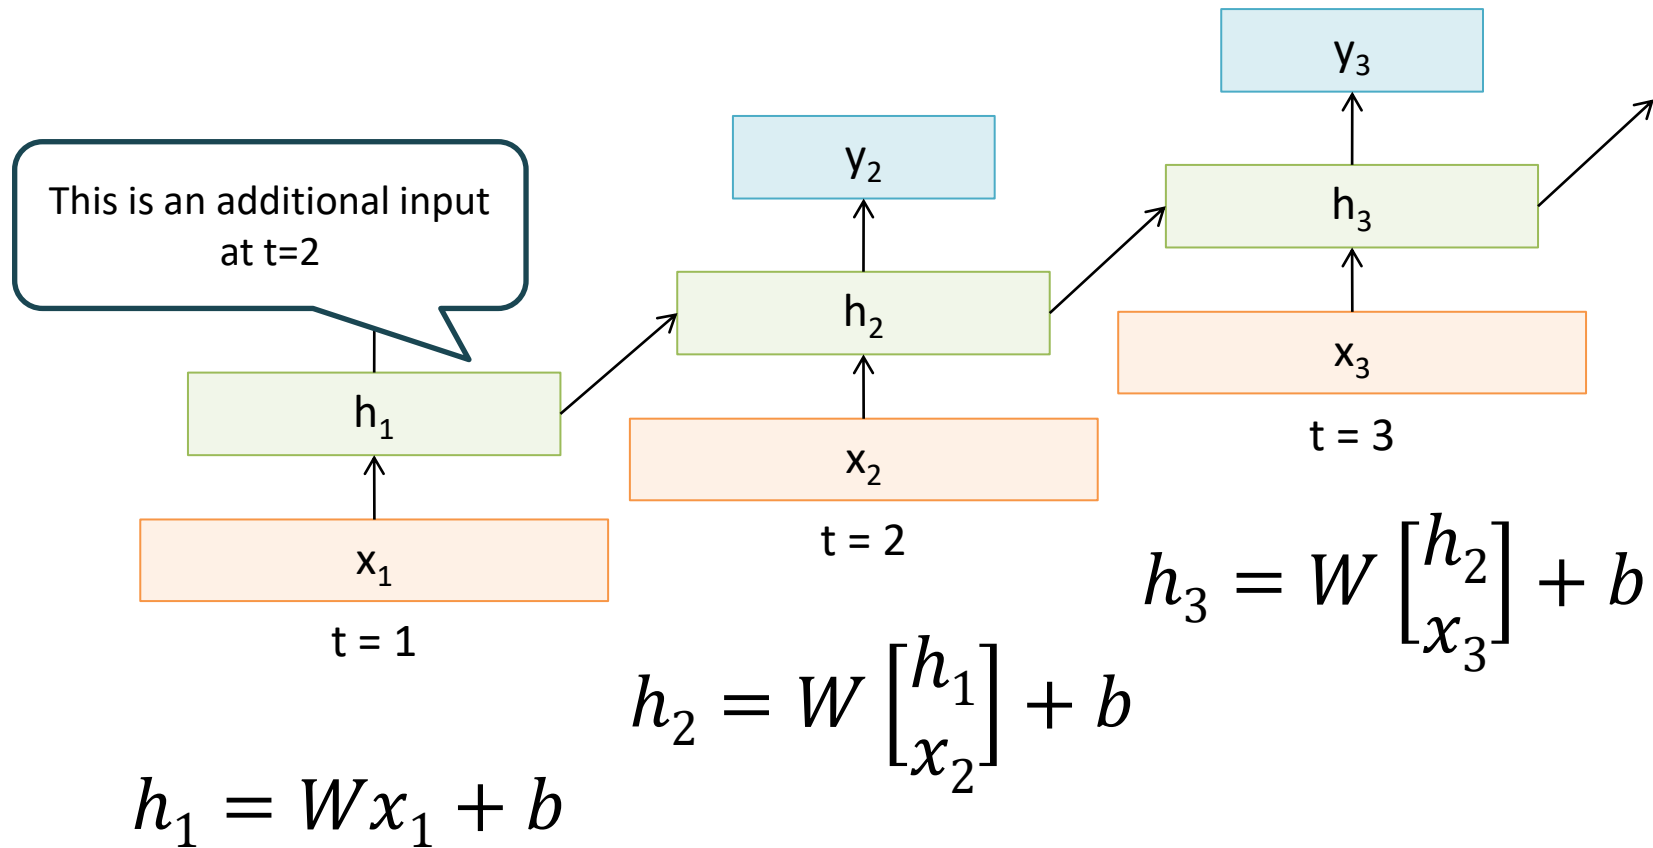 This is an additional input
at t=2
h₁
x₁
t = 1
h₁ = Wx₁ + b
y₂
h₂
x₂
t = 2
h₂ = W [h₁ x₂] + b
y₃
h₃
x₃
t = 3
h₃ = W [h₂ x₃] + b